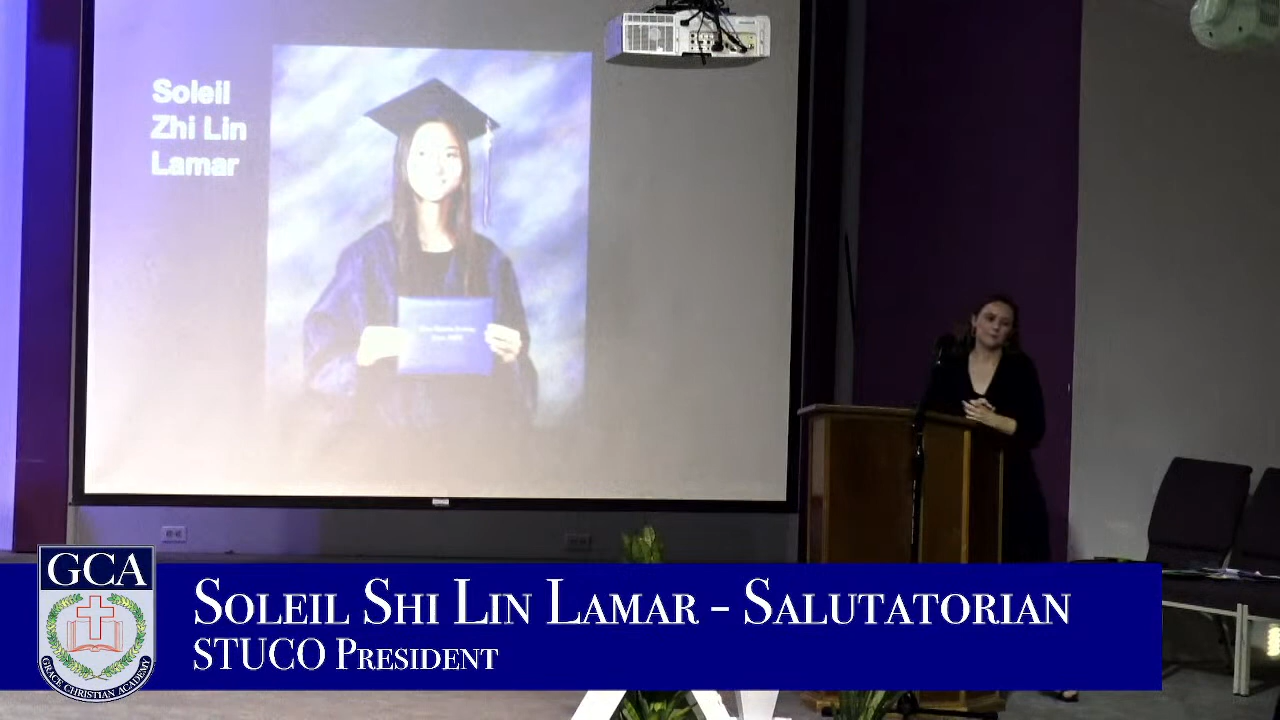 Soleil
Zhi Lin
Lamar
GCA
GRACE CHRISTIAN ACADEMY
Soleil Shi Lin Lamar – Salutatorian
STUCO President